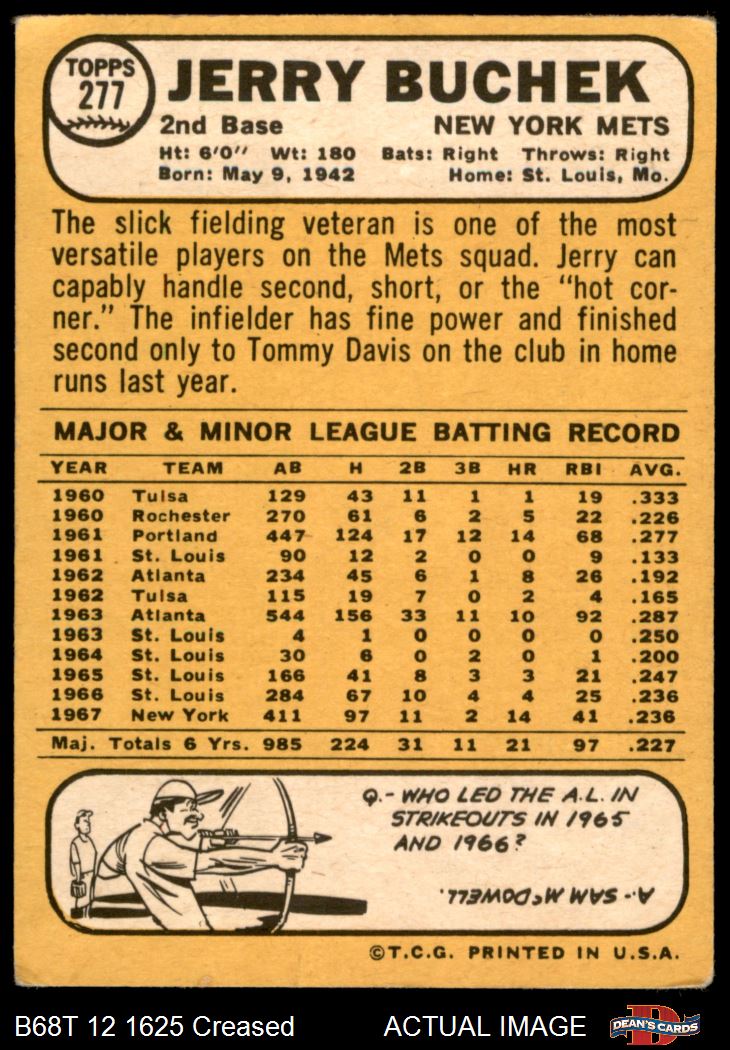 TOPPS
277
JERRY BUCHEK
2nd Base NEW YORK METS
Ht: 6'0" Wt: 180 Bats: Right Throws: Right
Born: May 9, 1942 Home: St. Louis, Mo.
The slick fielding veteran is one of the most
versatile players on the Mets squad. Jerry can
capably handle second, short, or the "hot cor-
ner." The infielder has fine power and finished
second only to Tommy Davis on the club in home
runs last year.
MAJOR & MINOR LEAGUE BATTING RECORD
YEAR TEAM AB H 2B 3B HR RBI AVG.
1960 Tulsa 129 43 11 1 1 19 .333
1960 Rochester 270 61 6 2 5 22 .226
1961 Portland 447 124 17 12 14 68 .277
1961 St. Louis 90 12 2 0 0 9 .133
1962 Atlanta 234 45 6 1 8 26 .192
1962 Tulsa 115 19 7 0 2 4 .165
1963 Atlanta 544 156 33 11 10 92 .287
1963 St. Louis 4 1 0 0 0 0 .250
1964 St. Louis 30 6 0 2 0 1 .200
1965 St. Louis 166 41 8 3 3 21 .247
1966 St. Louis 284 67 10 4 4 25 .236
1967 New York 411 97 11 2 14 41 .236
Maj. Totals 6 Yrs. 985 224 31 11 21 97 .227
Q.- WHO LED THE A.L. IN
STRIKEOUTS IN 1965
AND 1966?
A.- SAM McDOWELL.
©T.C.G. PRINTED IN U.S.A.
B68T 12 1625 Creased ACTUAL IMAGE DEAN'S CARDS